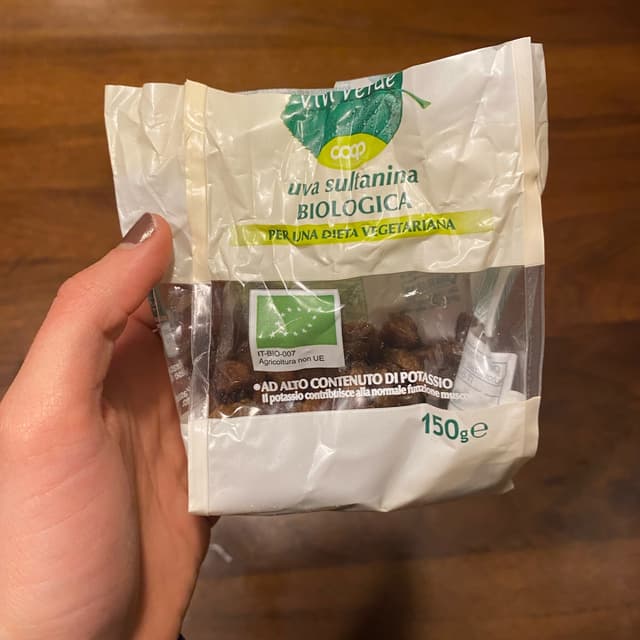 vivi verde
coop
uva sultanina
BIOLOGICA
PER UNA DIETA VEGETARIANA
IT-BIO-007
Agricoltura non UE
•AD ALTO CONTENUTO DI POTASSIO
Il potassio contribuisce alla normale funzione
150g e